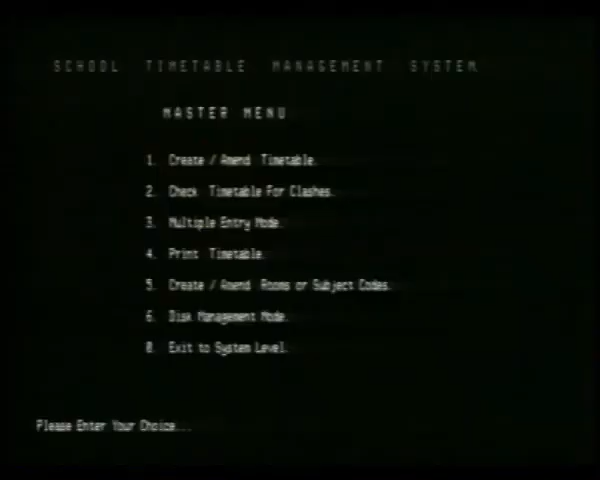 SCHOOL TIMETABLE MANAGEMENT SYSTEM
MASTER MENU
1. Create / Amend Timetable.
2. Check Timetable For Clashes.
3. Multiple Entry Mode.
4. Print Timetable.
5. Create / Amend Rooms or Subject Codes.
6. Disk Management Mode.
0. Exit to System Level.
Please Enter Your Choice...